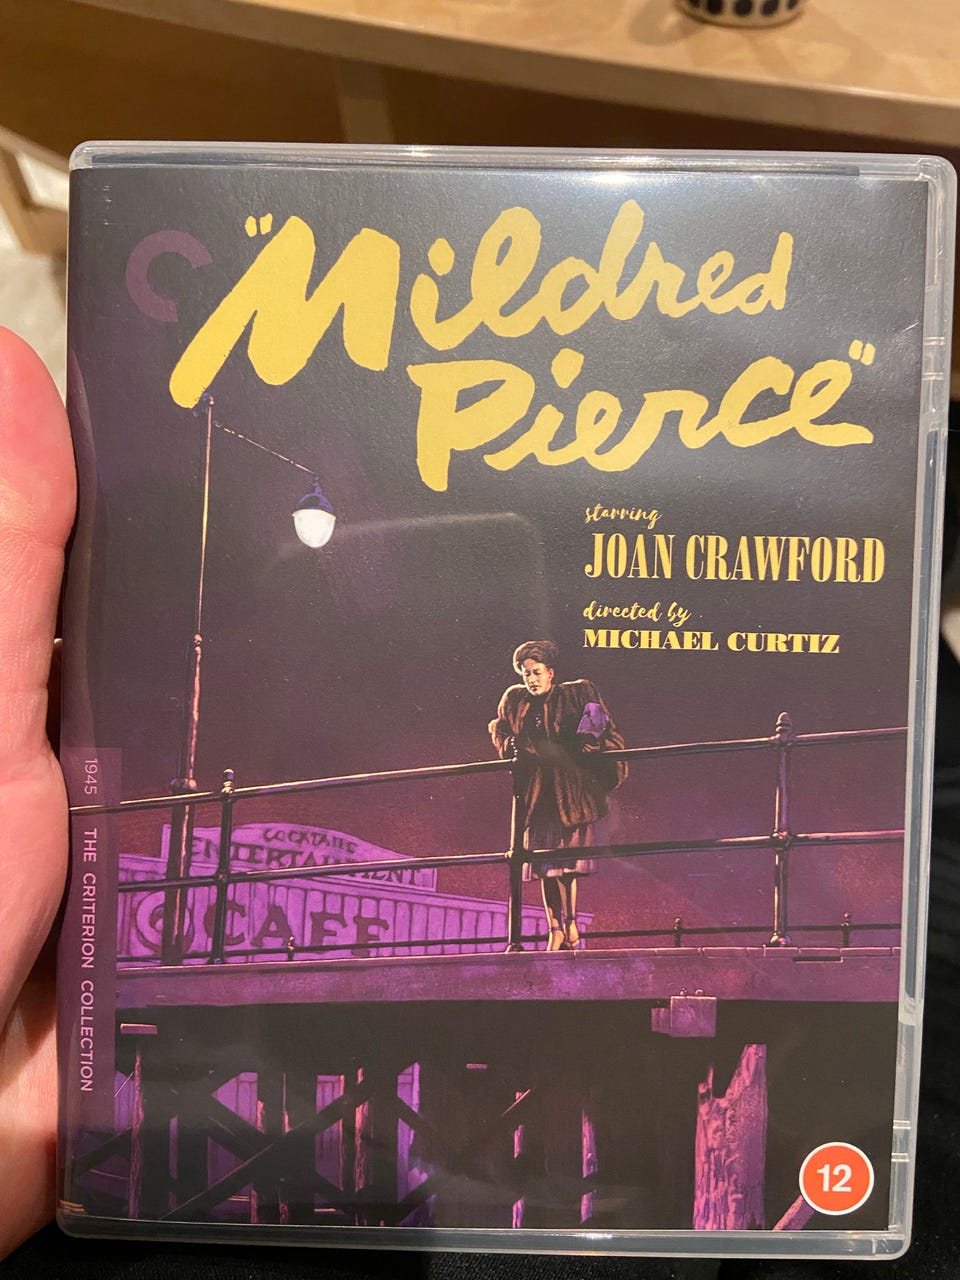 "Mildred
Pierce"
starring
JOAN CRAWFORD
directed by
MICHAEL CURTIZ
COCKTAILS
ENTERTAINMENT
CAFE
1945 THE CRITERION COLLECTION
12